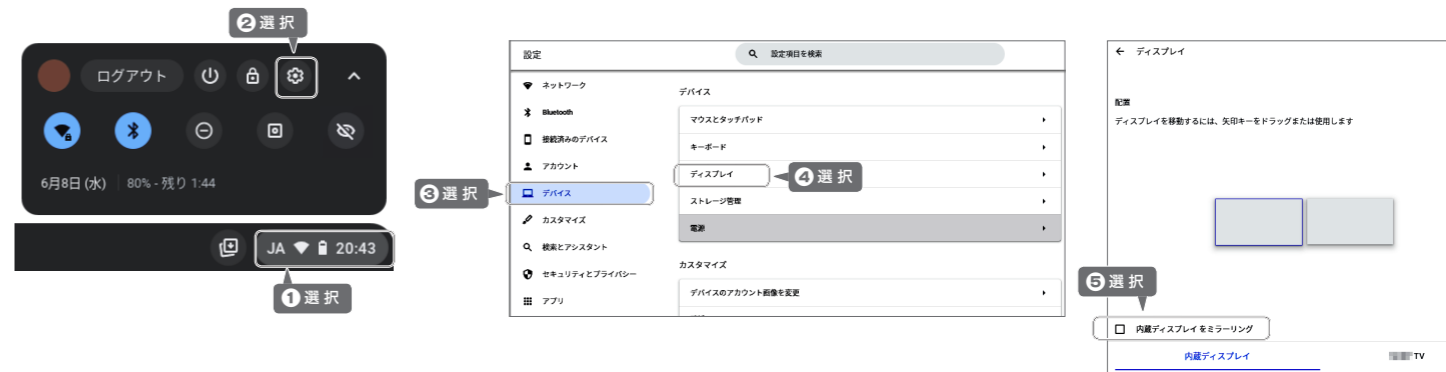 ❷選択
ログアウト
6月8日 (水) 80% - 残り 1:44
JA 20:43
❶選択
設定
設定項目を検索
ネットワーク
Bluetooth
接続済みのデバイス
アカウント
❸選択
デバイス
カスタマイズ
検索とアシスタント
セキュリティとプライバシー
アプリ
デバイス
マウスとタッチパッド
キーボード
ディスプレイ
❹選択
ストレージ管理
電源
カスタマイズ
デバイスのアカウント画像を変更
← ディスプレイ
配置
ディスプレイを移動するには、矢印キーをドラッグまたは使用します
❺選択
内蔵ディスプレイをミラーリング
内蔵ディスプレイ
TV